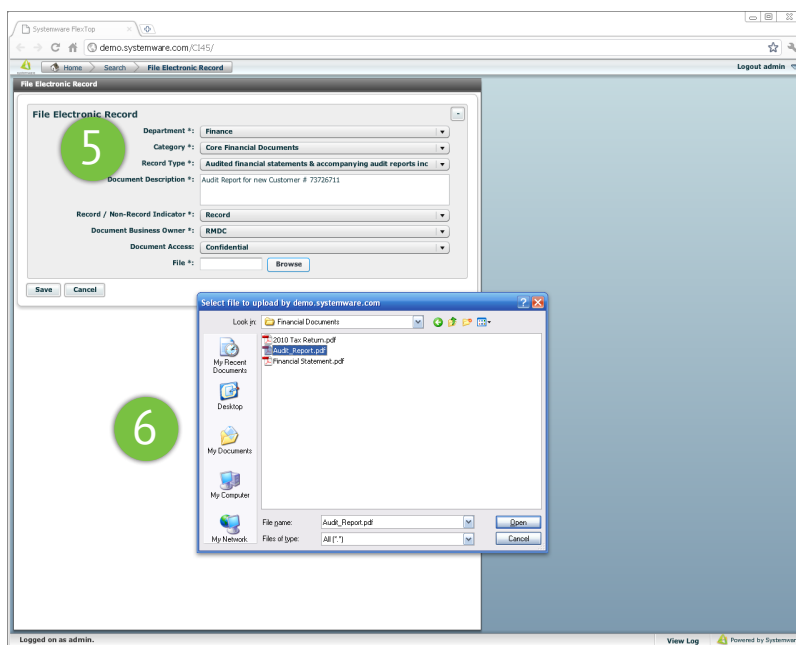 Systemware FlexTop
demo.systemware.com/CI45/
Home Search File Electronic Record Logout admin
File Electronic Record
File Electronic Record
5
Department *: Finance
Category *: Core Financial Documents
Record Type *: Audited financial statements & accompanying audit reports inc
Document Description *: Audit Report for new Customer # 73726711
Record / Non-Record Indicator *: Record
Document Business Owner *: RMDC
Document Access: Confidential
File *: Browse
Save Cancel
Select file to upload by demo.systemware.com
Look in: Financial Documents
2010 Tax Return.pdf
Audit_Report.pdf
Financial Statement.pdf
My Recent
Documents
Desktop
6
My Documents
My Computer
My Network
File name: Audit_Report.pdf Open
Files of type: All (*.*) Cancel
Logged on as admin. View Log Powered by Systemwar